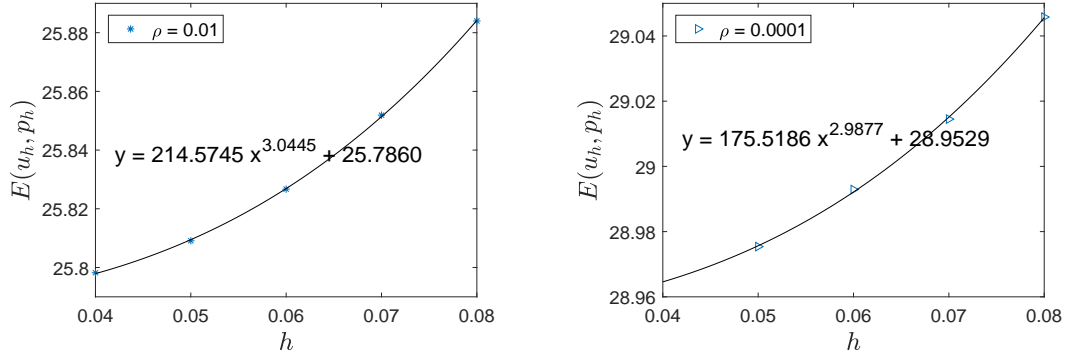 ρ = 0.01
25.88
25.86
25.84
25.82
25.8
E(u_h, p_h)
y = 214.5745 x^3.0445 + 25.7860
0.04 0.05 0.06 0.07 0.08
h
ρ = 0.0001
29.04
29.02
29
28.98
28.96
E(u_h, p_h)
y = 175.5186 x^2.9877 + 28.9529
0.04 0.05 0.06 0.07 0.08
h